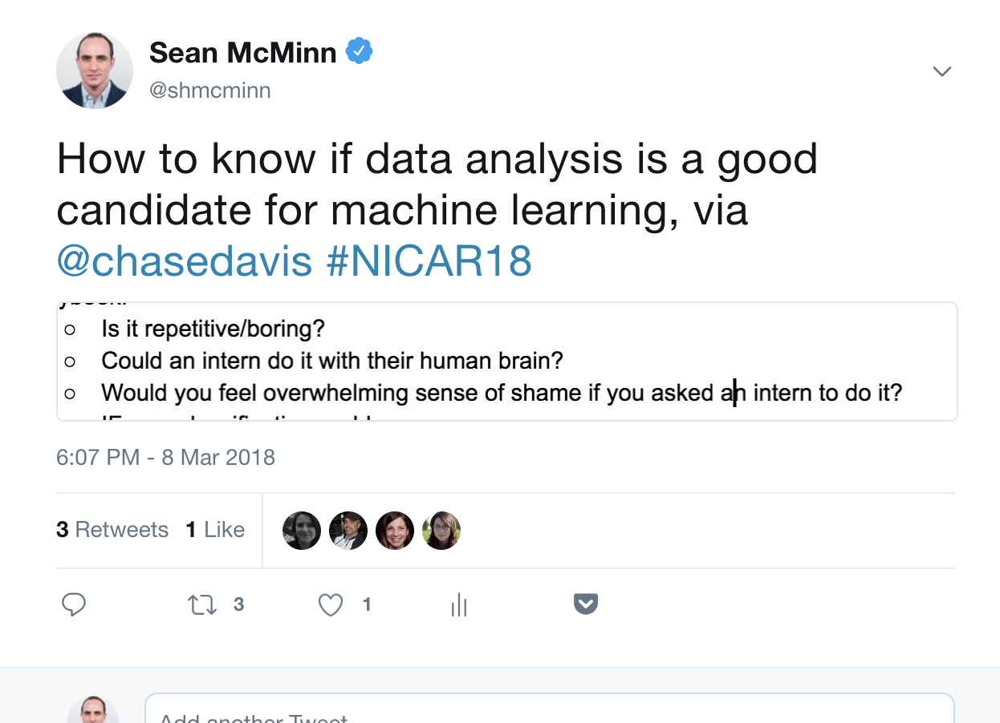 Sean McMinn
@shmcminn
How to know if data analysis is a good
candidate for machine learning, via
@chasedavis #NICAR18
Is it repetitive/boring?
Could an intern do it with their human brain?
Would you feel overwhelming sense of shame if you asked an intern to do it?
6:07 PM - 8 Mar 2018
3 Retweets 1 Like
3 1
Add another Tweet